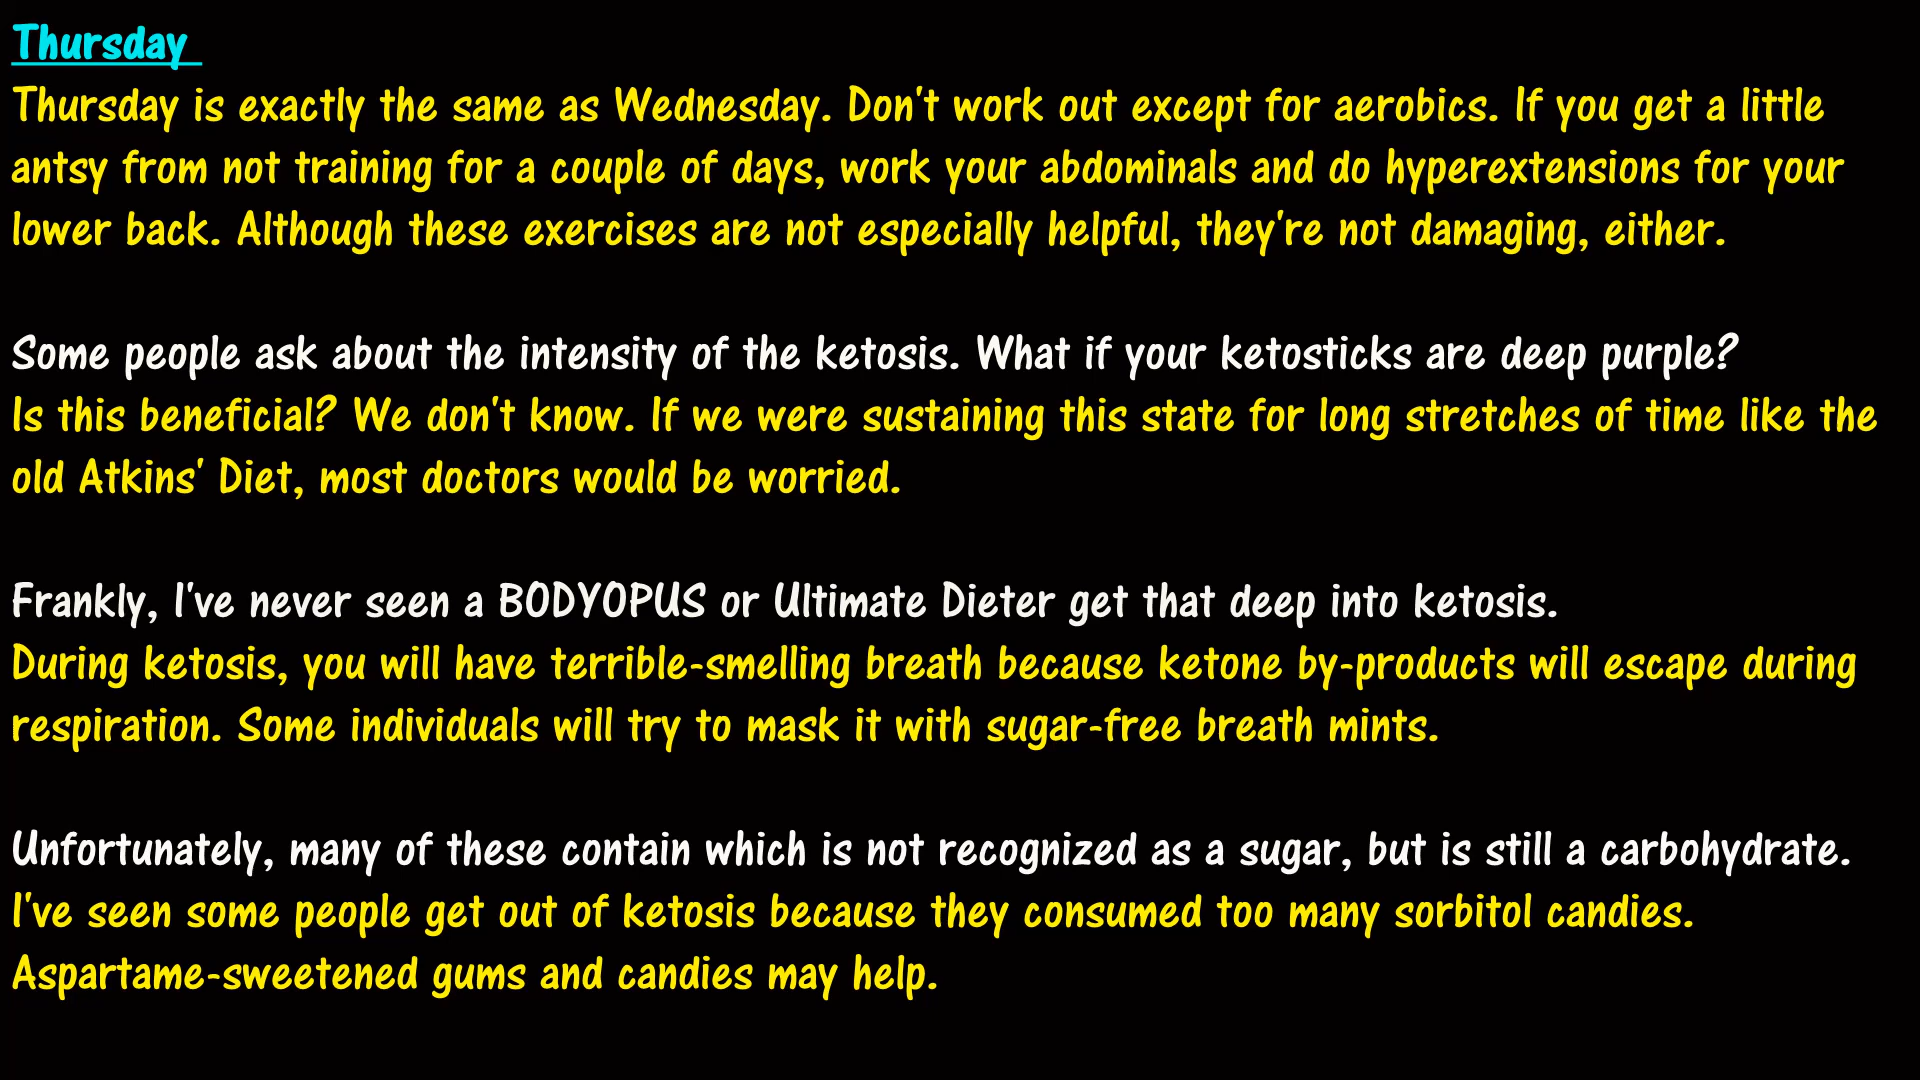 Thursday
Thursday is exactly the same as Wednesday. Don't work out except for aerobics. If you get a little
antsy from not training for a couple of days, work your abdominals and do hyperextensions for your
lower back. Although these exercises are not especially helpful, they're not damaging, either.
Some people ask about the intensity of the ketosis. What if your ketosticks are deep purple?
Is this beneficial? We don't know. If we were sustaining this state for long stretches of time like the
old Atkins' Diet, most doctors would be worried.
Frankly, I've never seen a BODYOPUS or Ultimate Dieter get that deep into ketosis.
During ketosis, you will have terrible-smelling breath because ketone by-products will escape during
respiration. Some individuals will try to mask it with sugar-free breath mints.
Unfortunately, many of these contain which is not recognized as a sugar, but is still a carbohydrate.
I've seen some people get out of ketosis because they consumed too many sorbitol candies.
Aspartame-sweetened gums and candies may help.